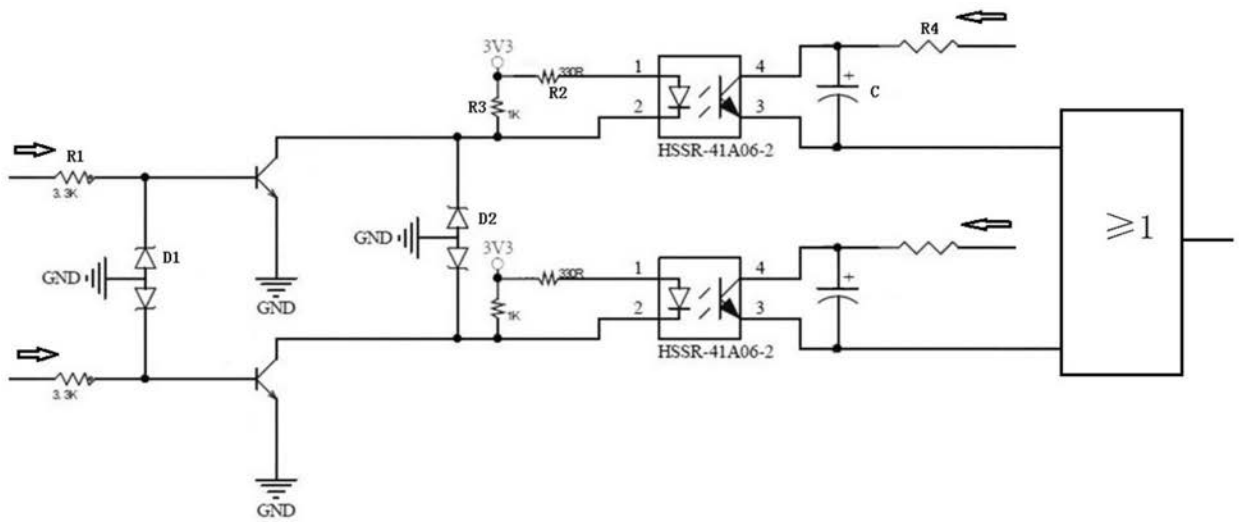 R4
3V3
1
330R
4
R2
R3
1K
C
2
3
HSSR-41A06-2
R1
3.3K
D2
GND
3V3
≥1
D1
GND
1
330R
4
GND
1K
2
3
HSSR-41A06-2
3.3K
GND